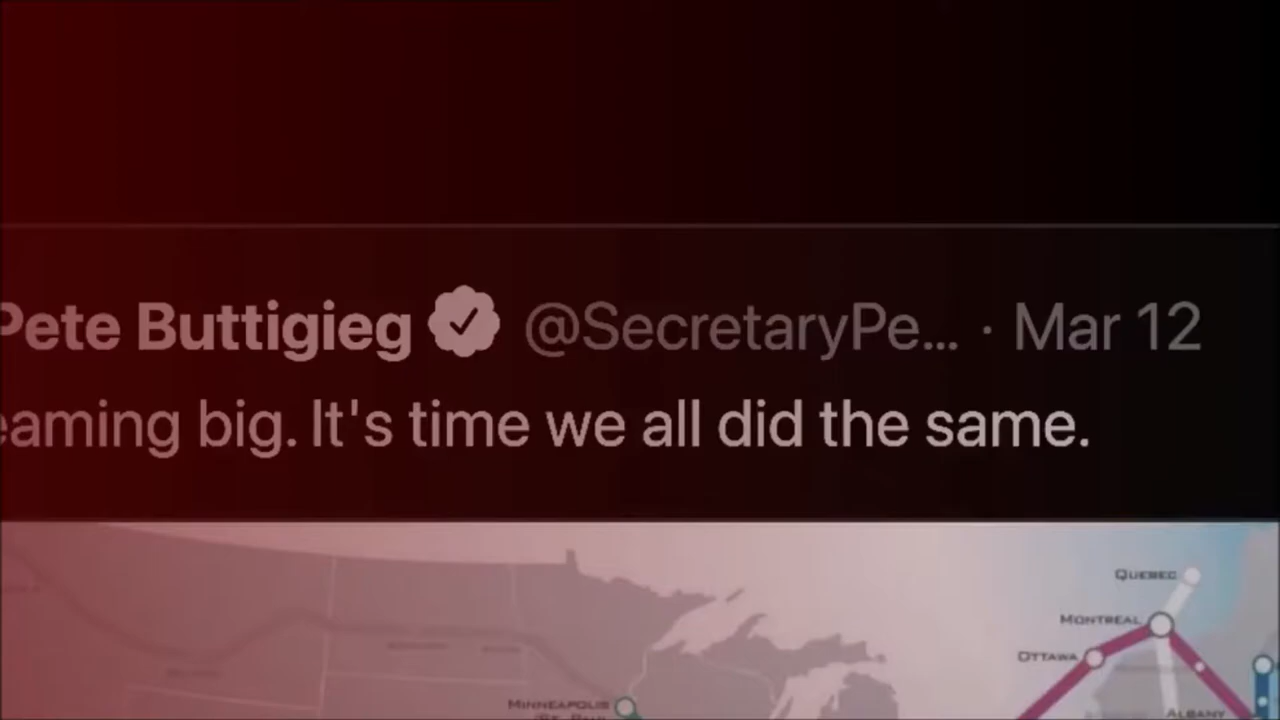 Pete Buttigieg @SecretaryPe... · Mar 12
eaming big. It's time we all did the same.
QUEBEC
MONTREAL
OTTAWA
MINNEAPOLIS
ALBANY